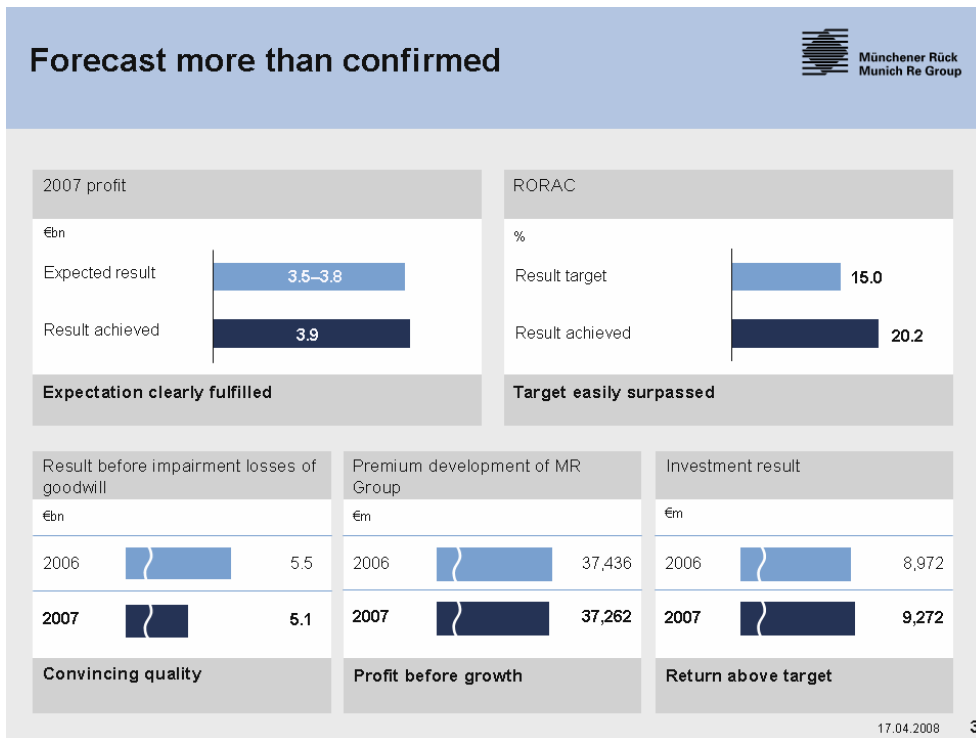 Forecast more than confirmed
Münchener Rück
Munich Re Group
2007 profit
€bn
Expected result
3.5–3.8
Result achieved
3.9
Expectation clearly fulfilled
RORAC
%
Result target
15.0
Result achieved
20.2
Target easily surpassed
Result before impairment losses of
goodwill
€bn
2006 5.5
2007 5.1
Convincing quality
Premium development of MR
Group
€m
2006 37,436
2007 37,262
Profit before growth
Investment result
€m
2006 8,972
2007 9,272
Return above target
17.04.2008 3